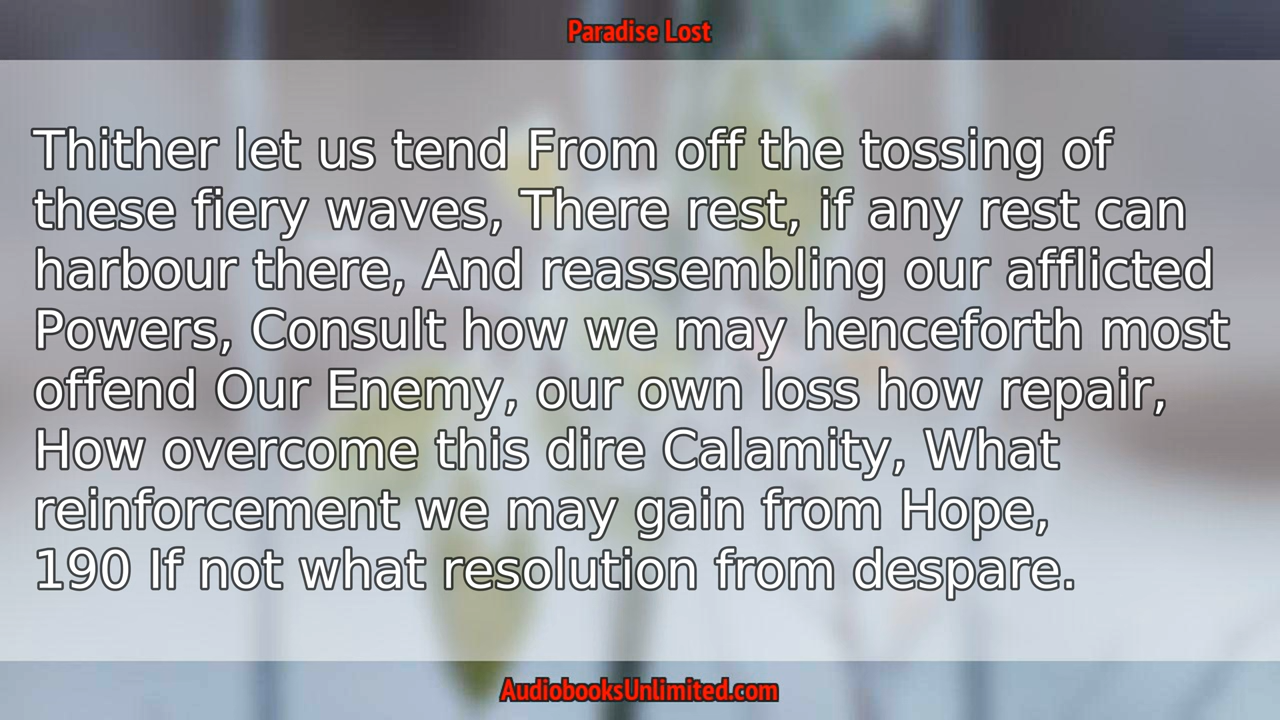 Paradise Lost
Thither let us tend From off the tossing of
these fiery waves, There rest, if any rest can
harbour there, And reassembling our afflicted
Powers, Consult how we may henceforth most
offend Our Enemy, our own loss how repair,
How overcome this dire Calamity, What
reinforcement we may gain from Hope,
190 If not what resolution from despare.
AudiobooksUnlimited.com